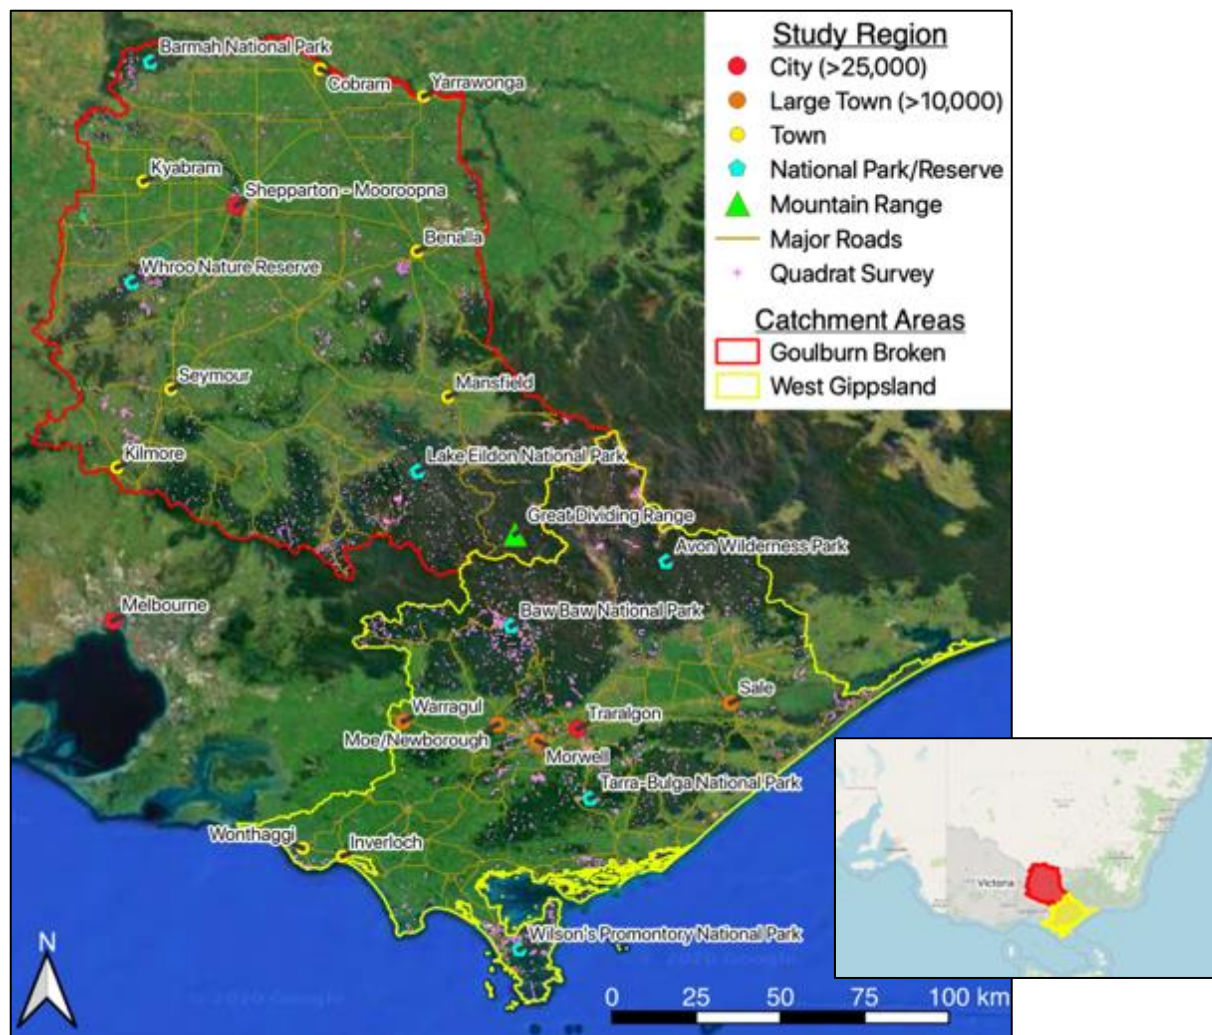 Study Region
City (>25,000)
Large Town (>10,000)
Town
National Park/Reserve
Mountain Range
Major Roads
Quadrat Survey
Catchment Areas
Goulburn Broken
West Gippsland
Barmah National Park
Cobram
Yarrawonga
Kyabram
Shepparton - Mooroopna
Benalla
Whroo Nature Reserve
Seymour
Mansfield
Kilmore
Lake Eildon National Park
Great Dividing Range
Avon Wilderness Park
Melbourne
Baw Baw National Park
Sale
Warragul
Traralgon
Moe/Newborough
Morwell
Tarra-Bulga National Park
Wonthaggi
Inverloch
Wilson's Promontory National Park
N
0 25 50 75 100 km
© 2020 Google
Victoria